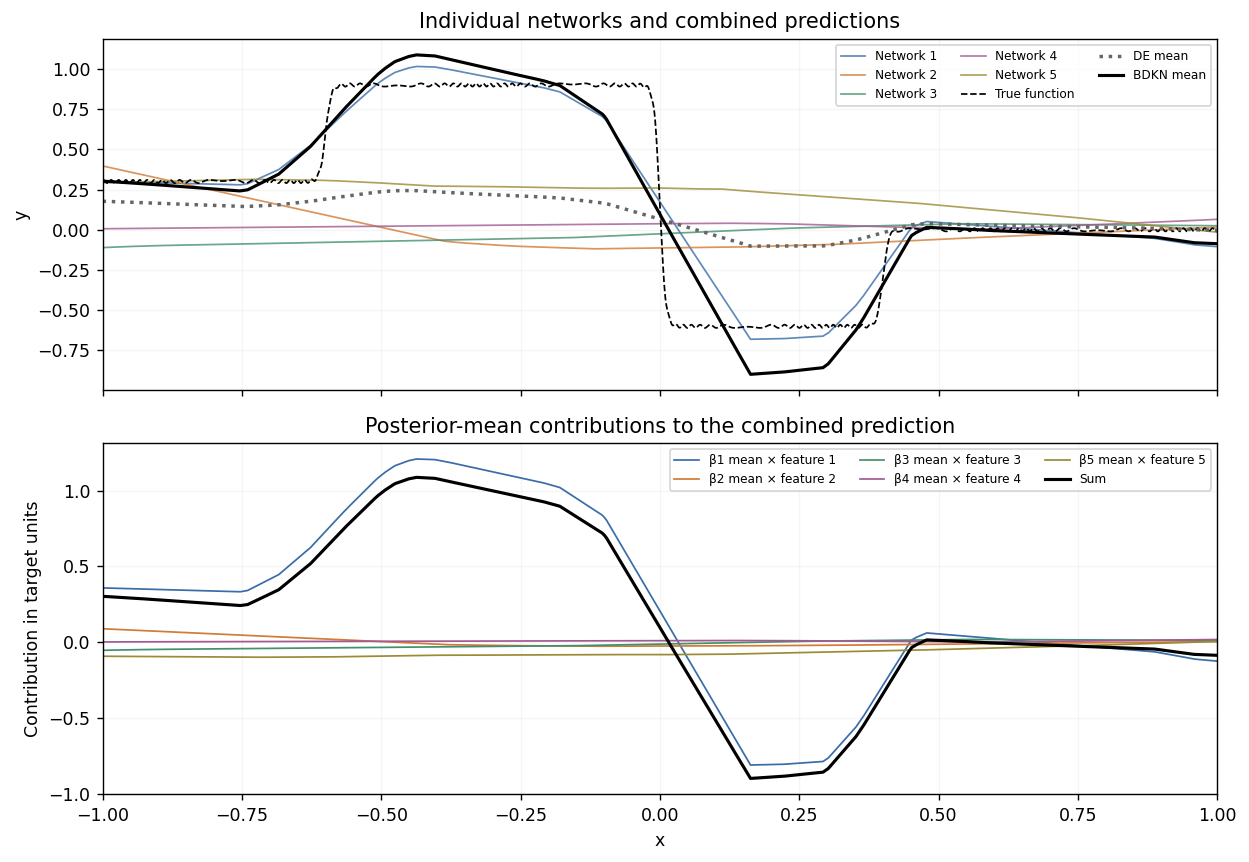 Individual networks and combined predictions
Network 1
Network 2
Network 3
Network 4
Network 5
True function
DE mean
BDKN mean
1.00
0.75
0.50
0.25
0.00
−0.25
−0.50
−0.75
y
Posterior-mean contributions to the combined prediction
β1 mean × feature 1
β2 mean × feature 2
β3 mean × feature 3
β4 mean × feature 4
β5 mean × feature 5
Sum
1.0
0.5
0.0
−0.5
−1.0
Contribution in target units
−1.00 −0.75 −0.50 −0.25 0.00 0.25 0.50 0.75 1.00
x